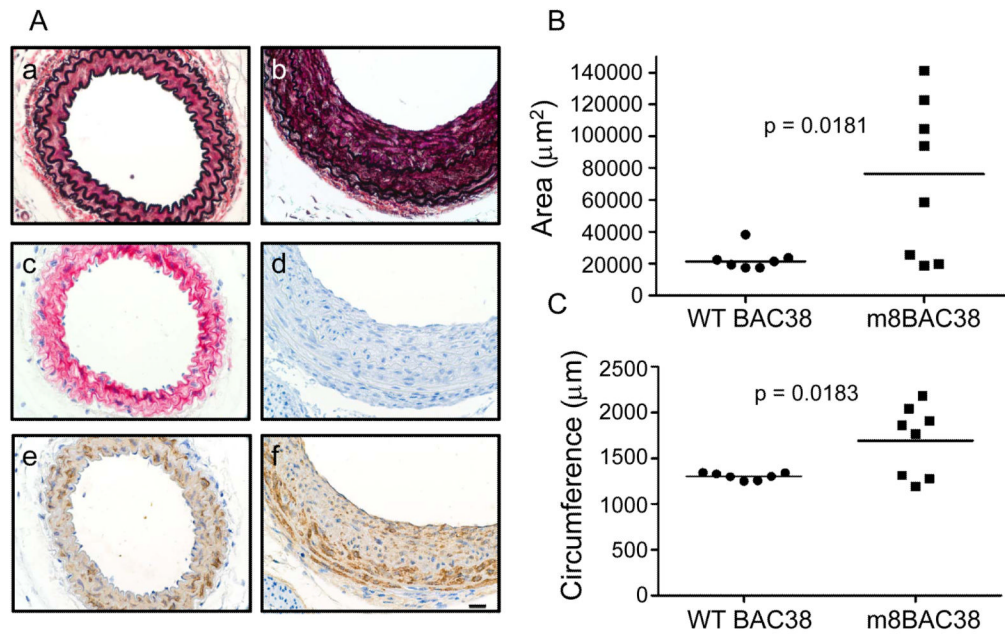 A
a
b
c
d
e
f
B
Area (μm²)
140000
120000
100000
80000
60000
40000
20000
0
p = 0.0181
WT BAC38 m8BAC38
C
Circumference (μm)
2500
2000
1500
1000
500
0
p = 0.0183
WT BAC38 m8BAC38